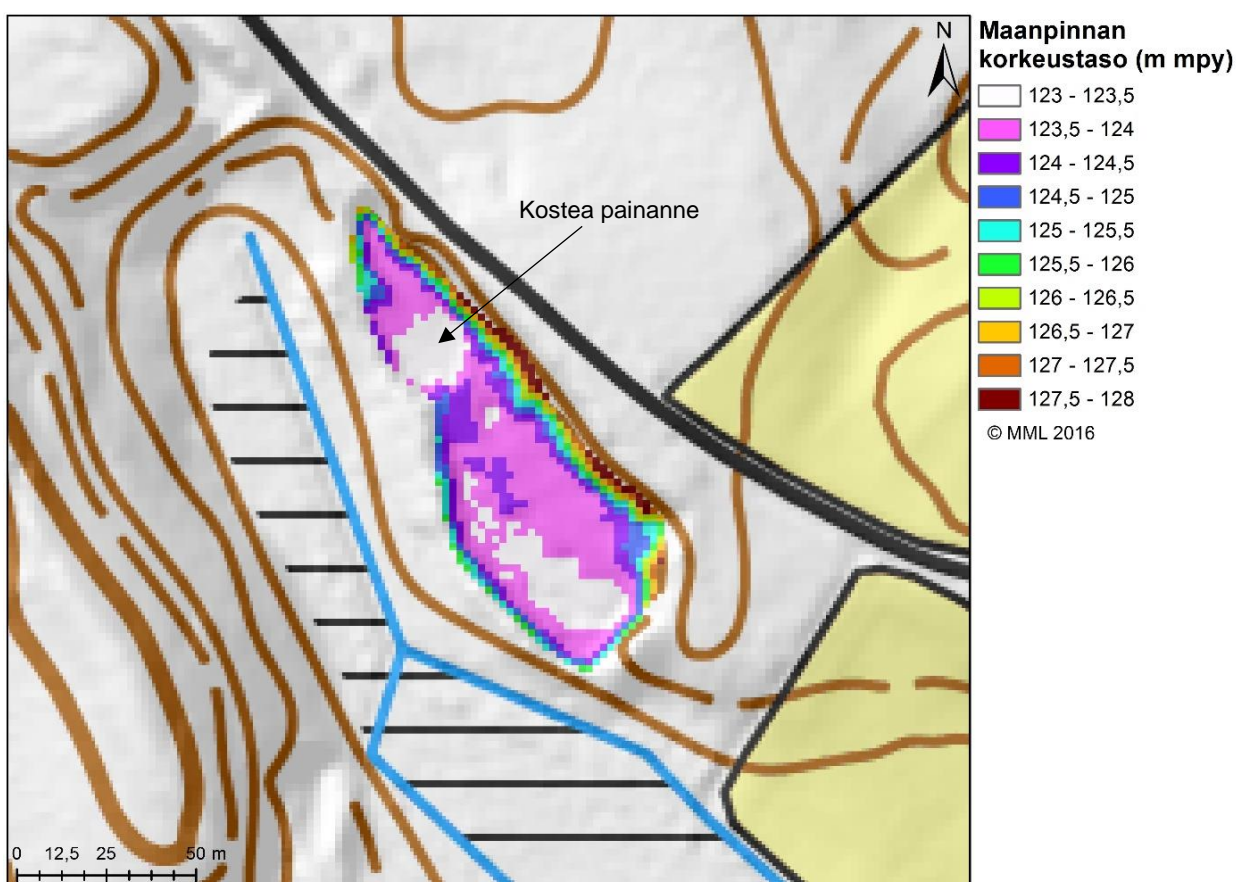 N
Kostea painanne
0 12,5 25 50 m
Maanpinnan
korkeustaso (m mpy)
123 - 123,5
123,5 - 124
124 - 124,5
124,5 - 125
125 - 125,5
125,5 - 126
126 - 126,5
126,5 - 127
127 - 127,5
127,5 - 128
© MML 2016